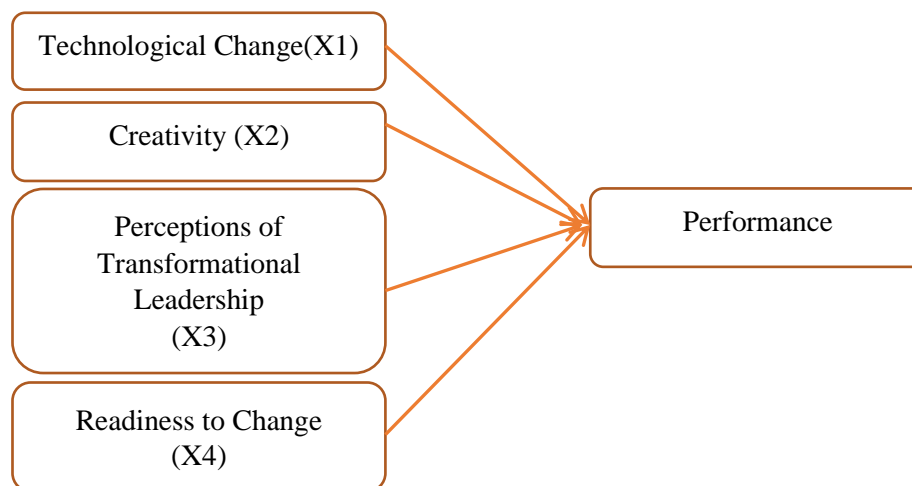 Technological Change(X1)
Creativity (X2)
Perceptions of
Transformational
Leadership
(X3)
Readiness to Change
(X4)
Performance